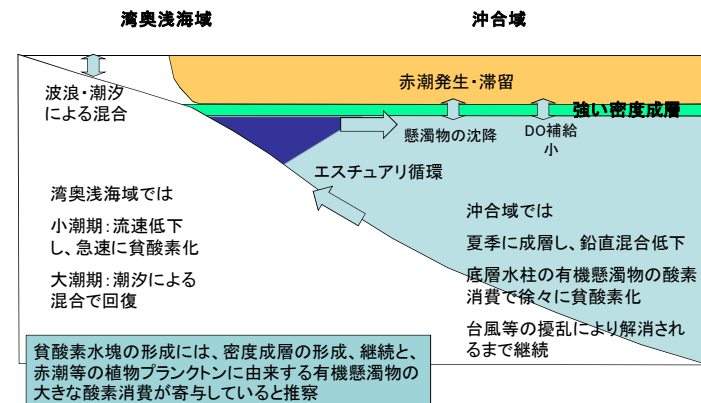 湾奥浅海域
沖合域
赤潮発生・滞留
波浪・潮汐
による混合
強い密度成層
懸濁物の沈降
DO補給
小
エスチュアリ循環
湾奥浅海域では
小潮期：流速低下
し、急速に貧酸素化
大潮期：潮汐による
混合で回復
沖合域では
夏季に成層し、鉛直混合低下
底層水柱の有機懸濁物の酸素
消費で徐々に貧酸素化
台風等の擾乱により解消され
るまで継続
貧酸素水塊の形成には、密度成層の形成、継続と、
赤潮等の植物プランクトンに由来する有機懸濁物の
大きな酸素消費が寄与していると推察